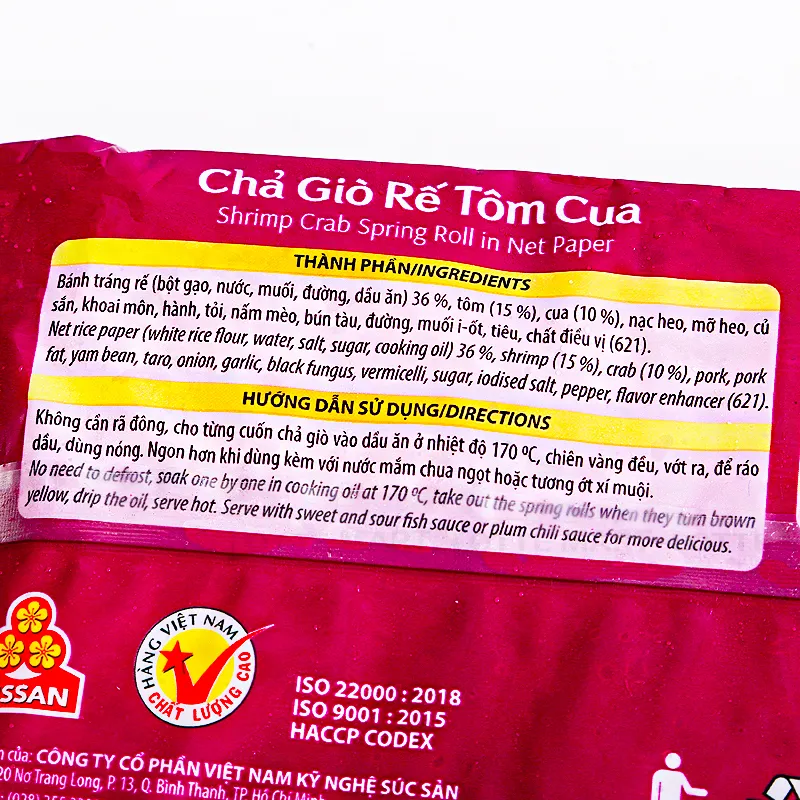 Chả Giò Rế Tôm Cua
Shrimp Crab Spring Roll in Net Paper
THÀNH PHẦN/INGREDIENTS
Bánh tráng rế (bột gạo, nước, muối, đường, dầu ăn) 36 %, tôm (15 %), cua (10 %), nạc heo, mỡ heo, củ
sắn, khoai môn, hành, tỏi, nấm mèo, bún tàu, đường, muối i-ốt, tiêu, chất điều vị (621).
Net rice paper (white rice flour, water, salt, sugar, cooking oil) 36 %, shrimp (15 %), crab (10 %), pork, pork
fat, yam bean, taro, onion, garlic, black fungus, vermicelli, sugar, iodised salt, pepper, flavor enhancer (621).
HƯỚNG DẪN SỬ DỤNG/DIRECTIONS
Không cần rã đông, cho từng cuốn chả giò vào dầu ăn ở nhiệt độ 170 ºC, chiên vàng đều, vớt ra, để ráo
dầu, dùng nóng. Ngon hơn khi dùng kèm với nước mắm chua ngọt hoặc tương ớt xí muội.
No need to defrost, soak one by one in cooking oil at 170 ºC, take out the spring rolls when they turn brown
yellow, drip the oil, serve hot. Serve with sweet and sour fish sauce or plum chili sauce for more delicious.
SSAN
HÀNG VIỆT NAM
CHẤT LƯỢNG CAO
ISO 22000 : 2018
ISO 9001 : 2015
HACCP CODEX
của: CÔNG TY CỔ PHẦN VIỆT NAM KỸ NGHỆ SÚC SẢN
20 Nơ Trang Long, P. 13, Q. Bình Thạnh, TP. Hồ Chí